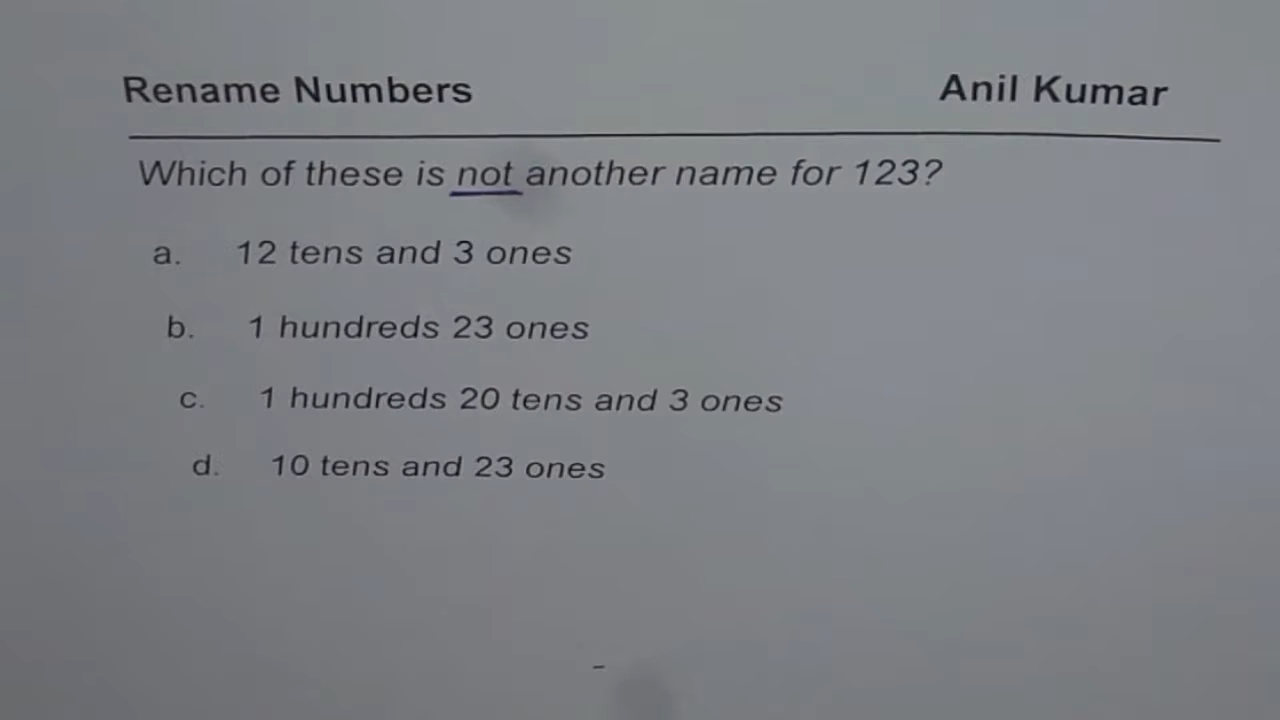 Rename Numbers Anil Kumar
Which of these is not another name for 123?
a. 12 tens and 3 ones
b. 1 hundreds 23 ones
c. 1 hundreds 20 tens and 3 ones
d. 10 tens and 23 ones